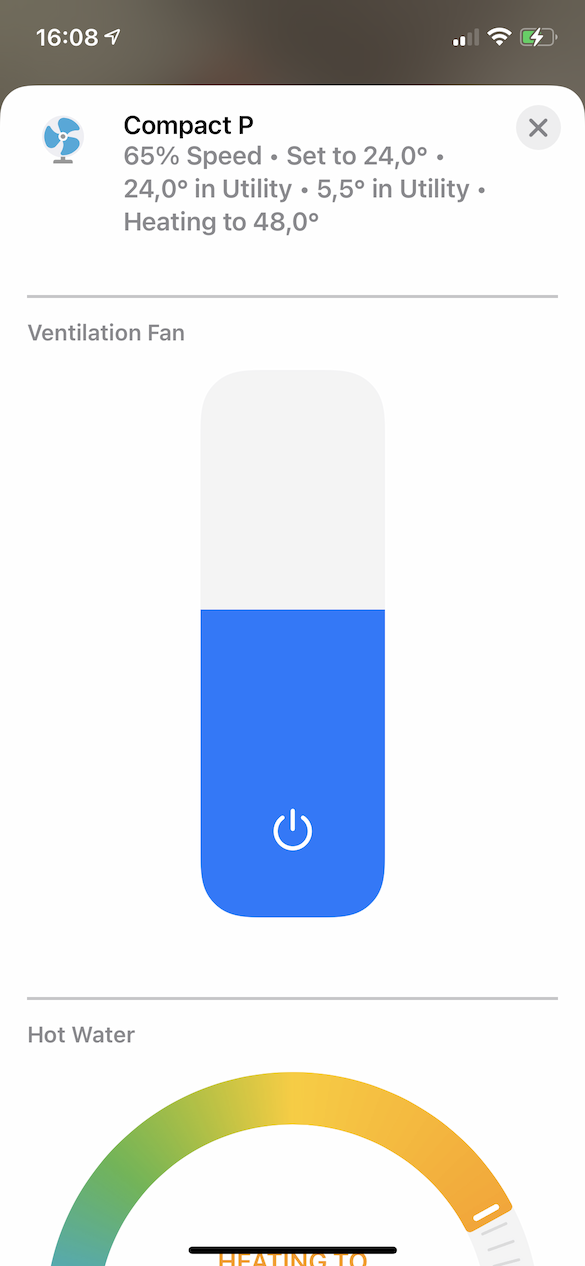 16:08
Compact P
65% Speed • Set to 24,0° •
24,0° in Utility • 5,5° in Utility •
Heating to 48,0°
Ventilation Fan
Hot Water
HEATING TO